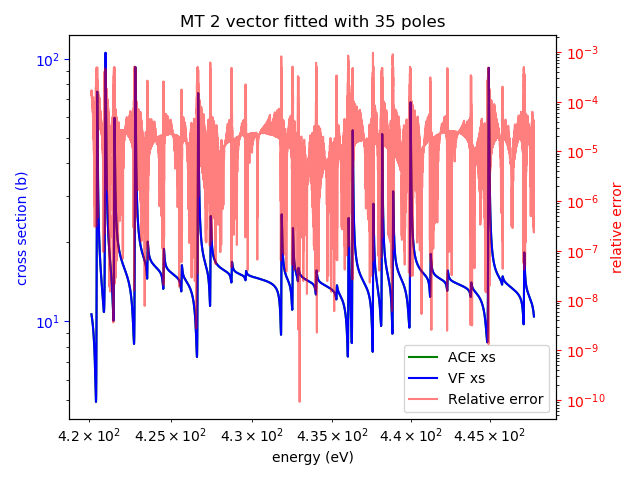 MT 2 vector fitted with 35 poles
10²
10¹
cross section (b)
10⁻³
10⁻⁴
10⁻⁵
10⁻⁶
10⁻⁷
10⁻⁸
10⁻⁹
10⁻¹⁰
relative error
ACE xs
VF xs
Relative error
4.2 × 10² 4.25 × 10² 4.3 × 10² 4.35 × 10² 4.4 × 10² 4.45 × 10²
energy (eV)